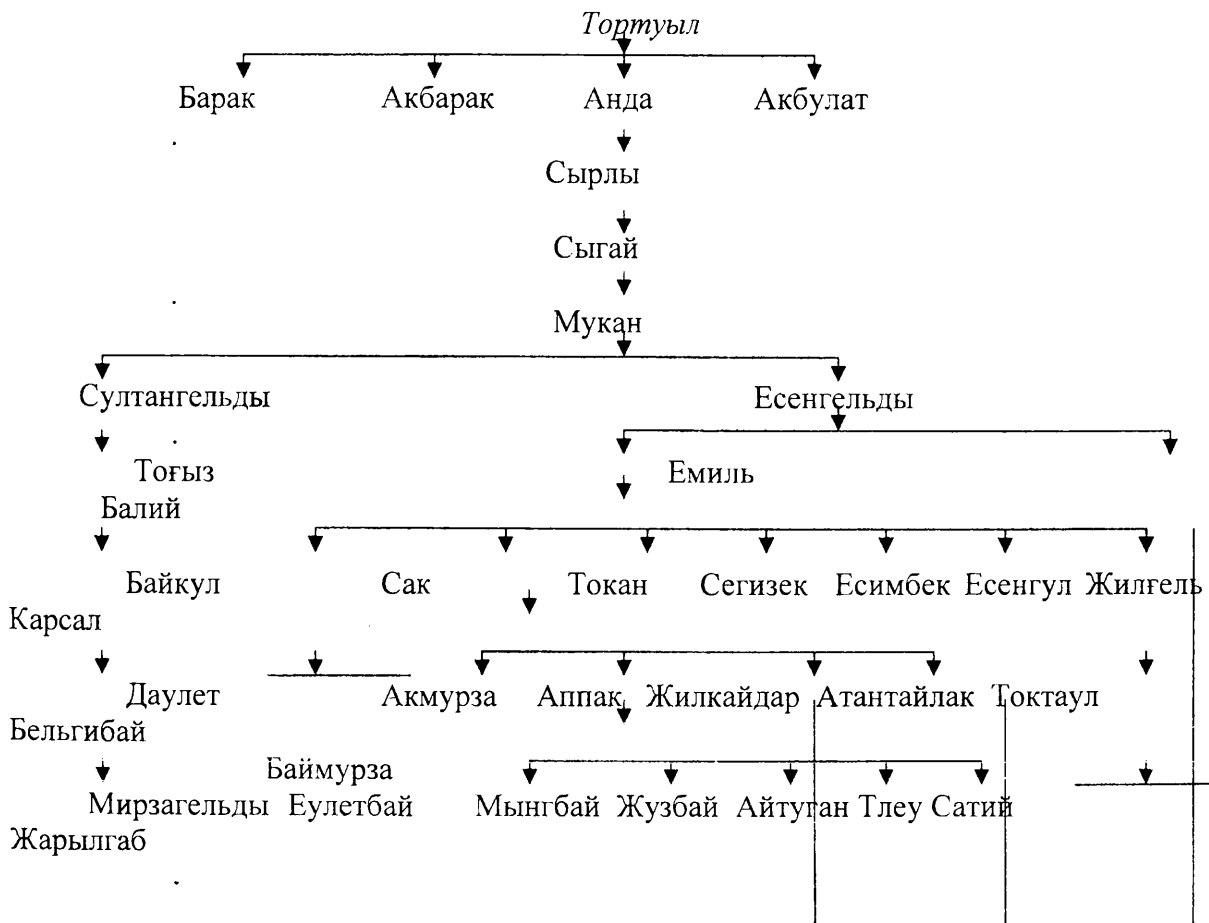 Тортуыл
Барак Акбарак Анда Акбулат
Сырлы
Сыгай
Мукан
Султангельды Есенгельды
Тоғыз Емиль
Балий
Байкул Сак Токан Сегизек Есимбек Есенгул Жилгель
Карсал
Даулет Акмурза Аппак Жилкайдар Атантайлак Токтаул
Бельгибай
Баймурза
Мирзагельды Еулетбай Мынгбай Жузбай Айтуган Тлеу Сатий
Жарылгаб